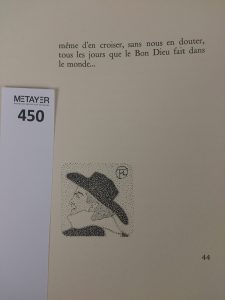 même d'en croiser, sans nous en douter,
tous les jours que le Bon Dieu fait dans
le monde...
METAYER
450
R
44